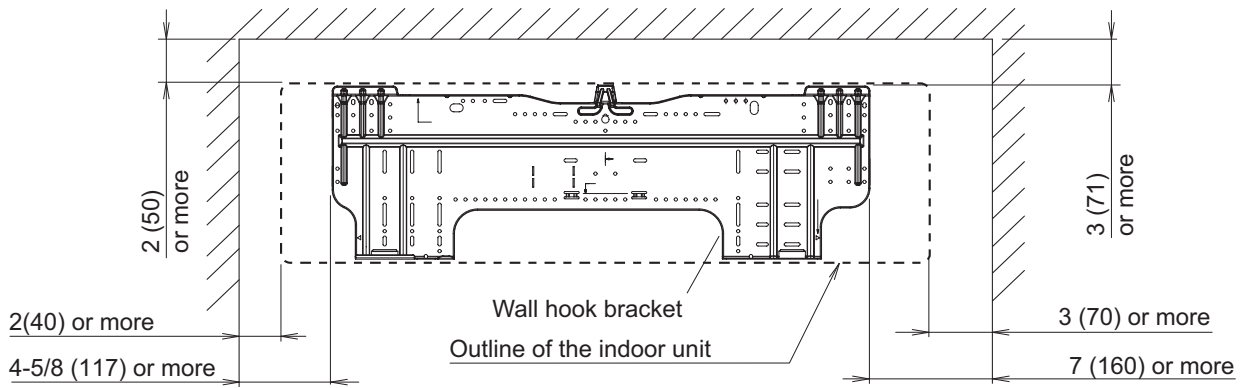 2 (50)
or more
3 (71)
or more
Wall hook bracket
Outline of the indoor unit
2(40) or more
4-5/8 (117) or more
3 (70) or more
7 (160) or more